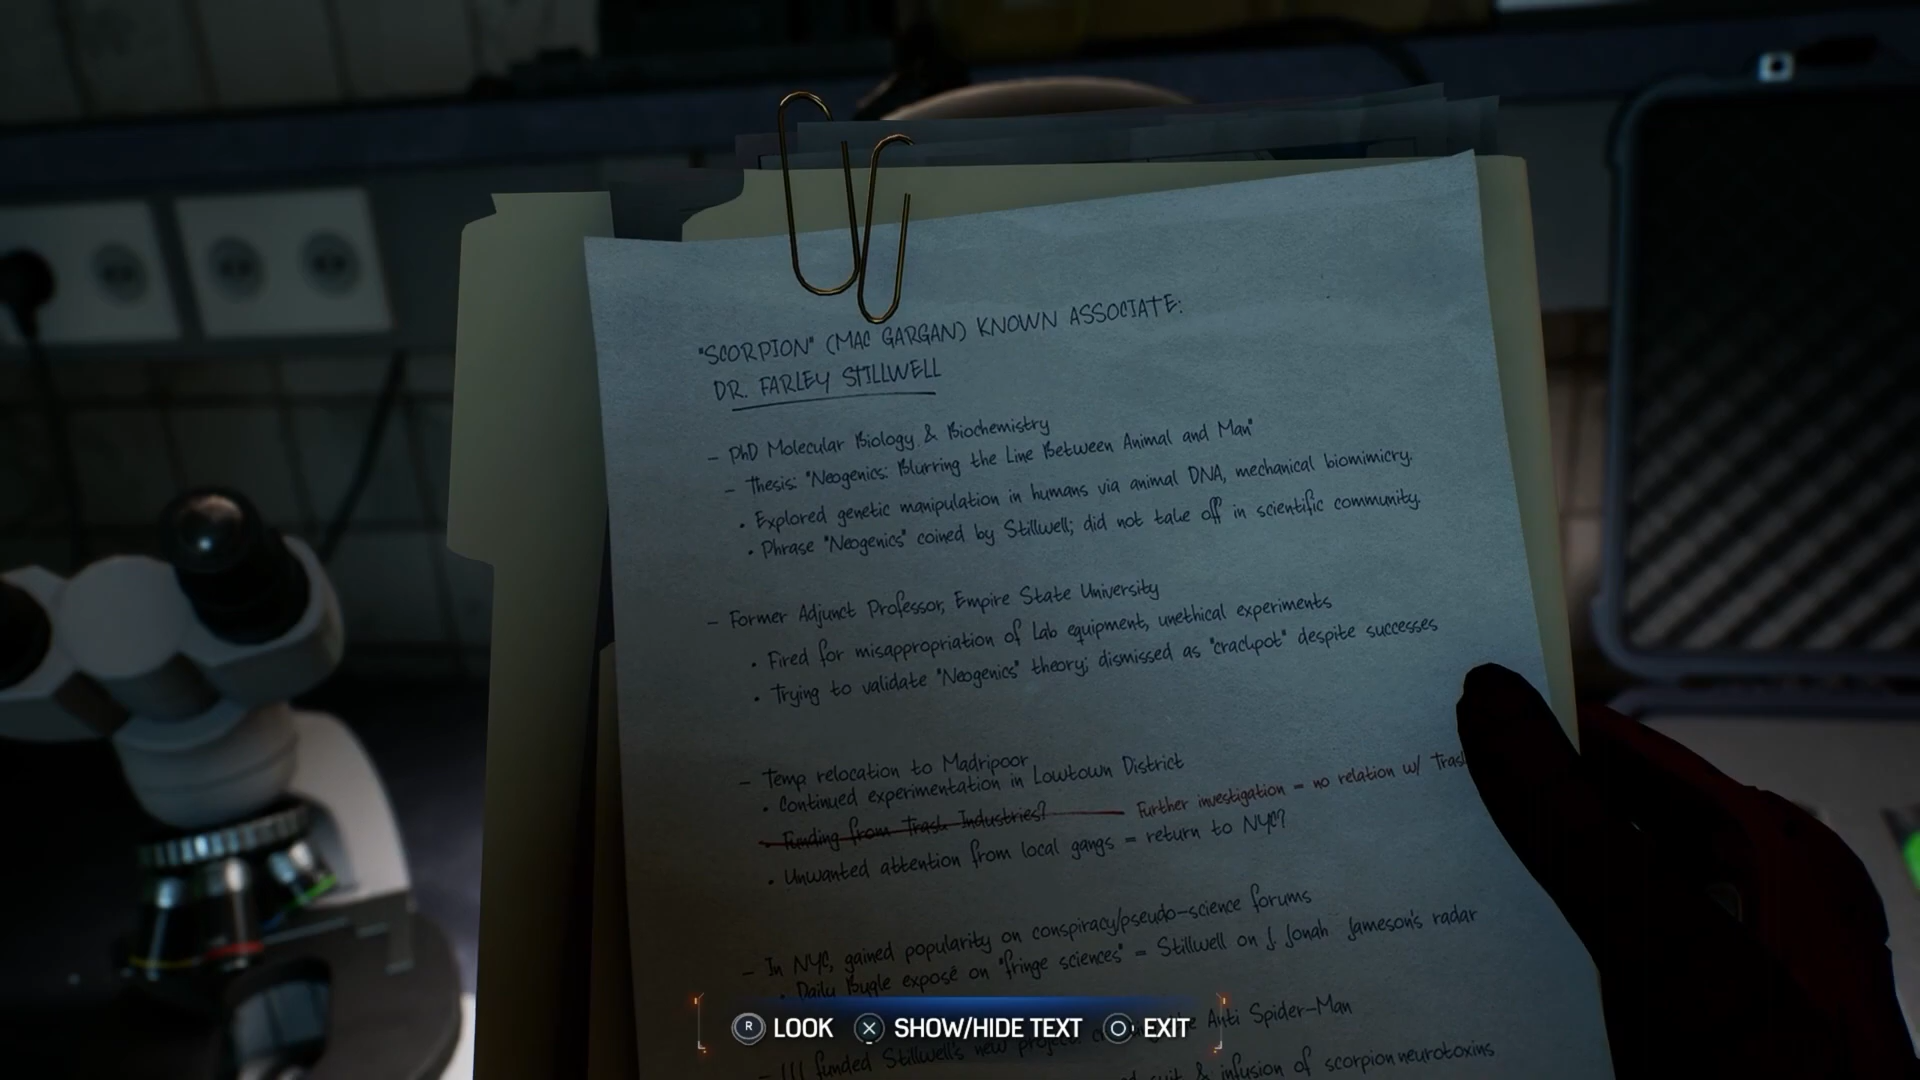 "SCORPION" (MAC GARGAN) KNOWN ASSOCIATE:
DR. FARLEY STILLWELL
- PhD Molecular Biology & Biochemistry
- Thesis: "Neogenics: Blurring the Line Between Animal and Man"
• Explored genetic manipulation in humans via animal DNA, mechanical biomimicry.
• Phrase "Neogenics" coined by Stillwell; did not take off in scientific community.
- Former Adjunct Professor, Empire State University
• Fired for misappropriation of Lab equipment, unethical experiments
• Trying to validate "Neogenics" theory; dismissed as "crackpot" despite successes
- Temp relocation to Madripoor
• Continued experimentation in Lowtown District
• Funding from Trask Industries? Further investigation = no relation w/ Trask
• Unwanted attention from local gangs = return to NYC?
- In NYC, gained popularity on conspiracy/pseudo-science forums
• Daily Bugle exposé on "fringe sciences" = Stillwell on J. Jonah Jameson's radar
Anti Spider-Man
- JJJ funded Stillwell's new project
suit & infusion of scorpion neurotoxins
R LOOK SHOW/HIDE TEXT EXIT